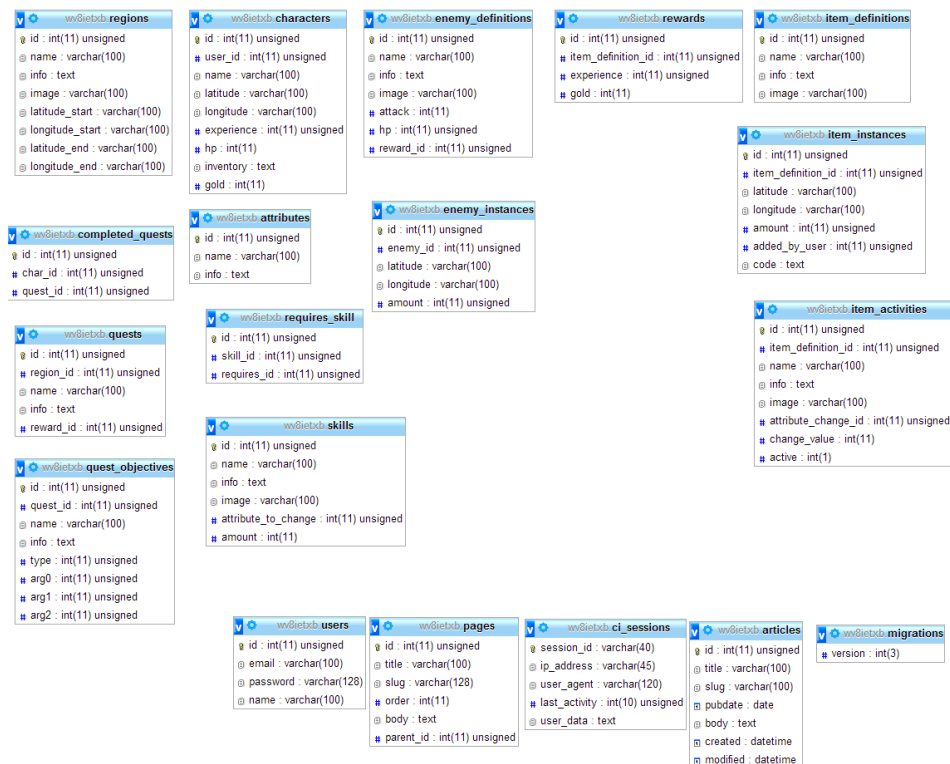 v wv8ietxb.regions
id : int(11) unsigned
name : varchar(100)
info : text
image : varchar(100)
latitude_start : varchar(100)
longitude_start : varchar(100)
latitude_end : varchar(100)
longitude_end : varchar(100)
v wv8ietxb.characters
id : int(11) unsigned
# user_id : int(11) unsigned
name : varchar(100)
latitude : varchar(100)
longitude : varchar(100)
# experience : int(11) unsigned
# hp : int(11)
inventory : text
# gold : int(11)
v wv8ietxb.enemy_definitions
id : int(11) unsigned
name : varchar(100)
info : text
image : varchar(100)
# attack : int(11)
# hp : int(11)
# reward_id : int(11) unsigned
v wv8ietxb.rewards
id : int(11) unsigned
# item_definition_id : int(11) unsigned
# experience : int(11) unsigned
# gold : int(11)
v wv8ietxb.item_definitions
id : int(11) unsigned
name : varchar(100)
info : text
image : varchar(100)
v wv8ietxb.item_instances
id : int(11) unsigned
# item_definition_id : int(11) unsigned
latitude : varchar(100)
longitude : varchar(100)
# amount : int(11) unsigned
# added_by_user : int(11) unsigned
code : text
v wv8ietxb.completed_quests
id : int(11) unsigned
# char_id : int(11) unsigned
# quest_id : int(11) unsigned
v wv8ietxb.attributes
id : int(11) unsigned
name : varchar(100)
info : text
v wv8ietxb.enemy_instances
id : int(11) unsigned
# enemy_id : int(11) unsigned
latitude : varchar(100)
longitude : varchar(100)
# amount : int(11) unsigned
v wv8ietxb.quests
id : int(11) unsigned
# region_id : int(11) unsigned
name : varchar(100)
info : text
# reward_id : int(11) unsigned
v wv8ietxb.requires_skill
id : int(11) unsigned
# skill_id : int(11) unsigned
# requires_id : int(11) unsigned
v wv8ietxb.item_activities
id : int(11) unsigned
# item_definition_id : int(11) unsigned
name : varchar(100)
info : text
image : varchar(100)
# attribute_change_id : int(11) unsigned
# change_value : int(11)
# active : int(1)
v wv8ietxb.skills
id : int(11) unsigned
name : varchar(100)
info : text
image : varchar(100)
# attribute_to_change : int(11) unsigned
# amount : int(11)
v wv8ietxb.quest_objectives
id : int(11) unsigned
# quest_id : int(11) unsigned
name : varchar(100)
info : text
# type : int(11) unsigned
# arg0 : int(11) unsigned
# arg1 : int(11) unsigned
# arg2 : int(11) unsigned
v wv8ietxb.users
id : int(11) unsigned
email : varchar(100)
password : varchar(128)
name : varchar(100)
v wv8ietxb.pages
id : int(11) unsigned
title : varchar(100)
slug : varchar(128)
# order : int(11)
body : text
# parent_id : int(11) unsigned
v wv8ietxb.ci_sessions
session_id : varchar(40)
ip_address : varchar(45)
user_agent : varchar(120)
# last_activity : int(10) unsigned
user_data : text
v wv8ietxb.articles
id : int(11) unsigned
title : varchar(100)
slug : varchar(100)
pubdate : date
body : text
created : datetime
modified : datetime
v wv8ietxb.migrations
# version : int(3)